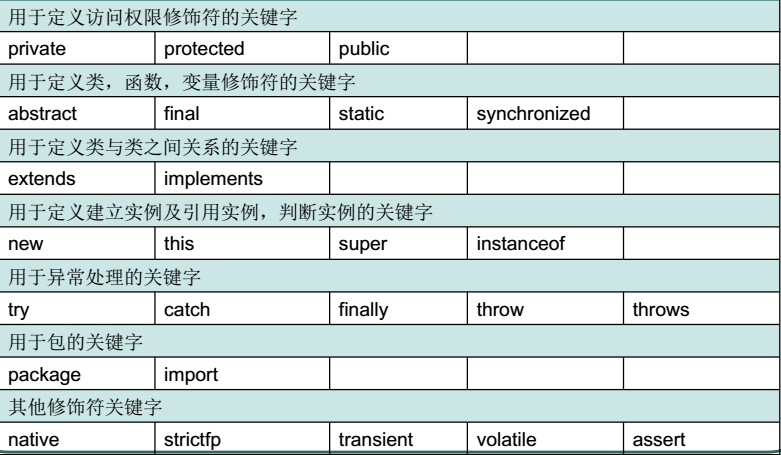 用于定义访问权限修饰符的关键字
private protected public
用于定义类，函数，变量修饰符的关键字
abstract final static synchronized
用于定义类与类之间关系的关键字
extends implements
用于定义建立实例及引用实例，判断实例的关键字
new this super instanceof
用于异常处理的关键字
try catch finally throw throws
用于包的关键字
package import
其他修饰符关键字
native strictfp transient volatile assert